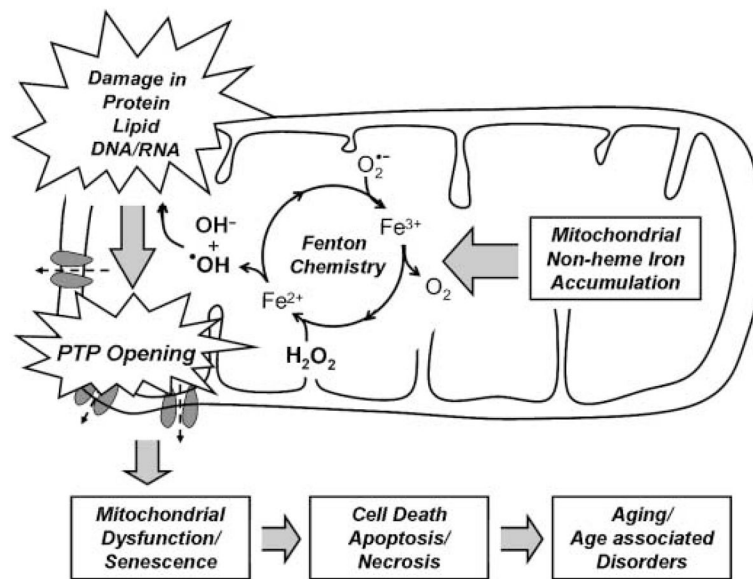 Damage in
Protein
Lipid
DNA/RNA
O₂•−
Fe³⁺
OH⁻
+
•OH
Fenton
Chemistry
Mitochondrial
Non-heme Iron
Accumulation
O₂
Fe²⁺
H₂O₂
PTP Opening
Mitochondrial
Dysfunction/
Senescence
Cell Death
Apoptosis/
Necrosis
Aging/
Age associated
Disorders